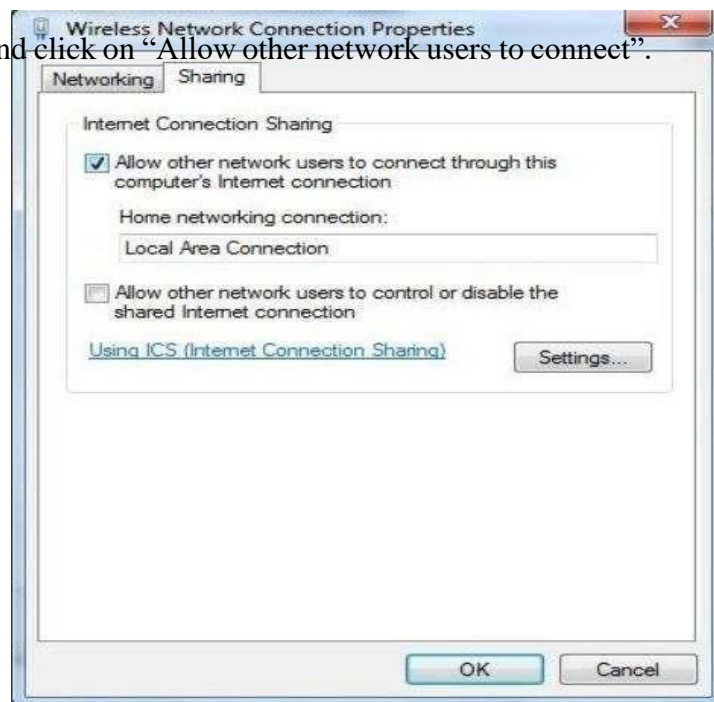 Wireless Network Connection Properties
nd click on “Allow other network users to connect”.
Networking Sharing
Internet Connection Sharing
Allow other network users to connect through this
computer's Internet connection
Home networking connection:
Local Area Connection
Allow other network users to control or disable the
shared Internet connection
Using ICS (Internet Connection Sharing) Settings...
OK Cancel